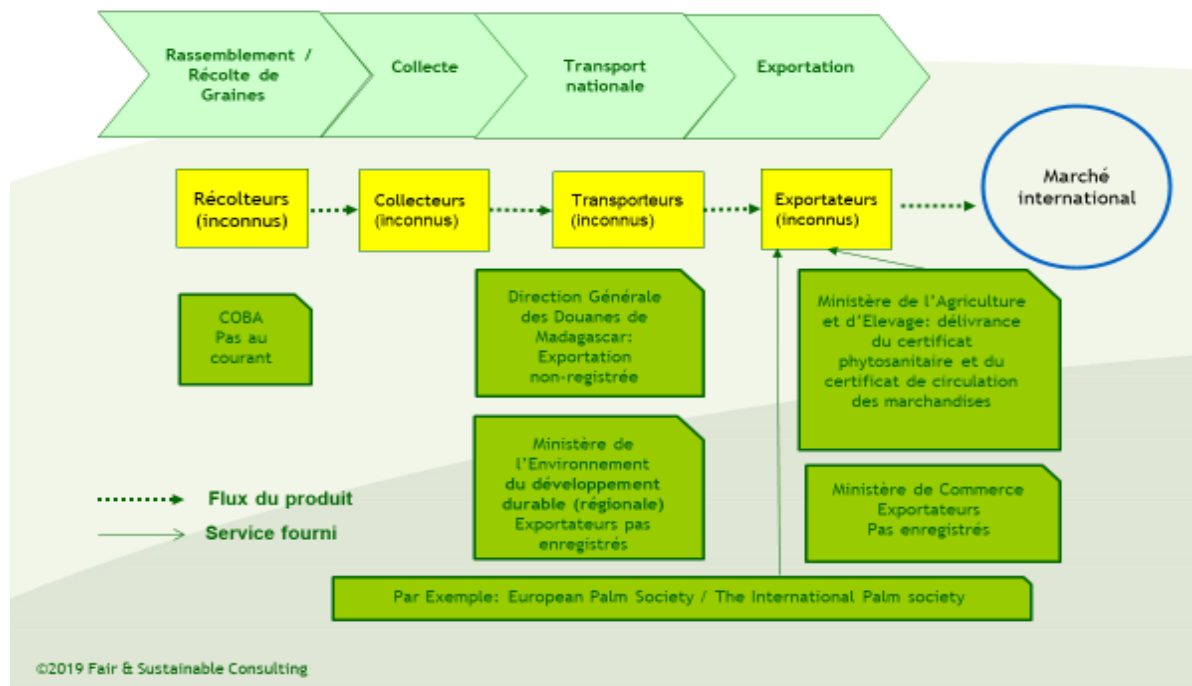 Rassemblement /
Récolte de
Graines
Collecte
Transport
nationale
Exportation
Récolteurs
(inconnus)
Collecteurs
(inconnus)
Transporteurs
(inconnus)
Exportateurs
(inconnus)
Marché
international
COBA
Pas au
courant
Direction Générale
des Douanes de
Madagascar:
Exportation
non-registrée
Ministère de l'Agriculture
et d'Elevage: délivrance
du certificat
phytosanitaire et du
certificat de circulation
des marchandises
Ministère de
l'Environnement
du développement
durable (régionale)
Exportateurs pas
enregistrés
Ministère de Commerce
Exportateurs
Pas enregistrés
Flux du produit
Service fourni
Par Exemple: European Palm Society / The International Palm society
©2019 Fair & Sustainable Consulting